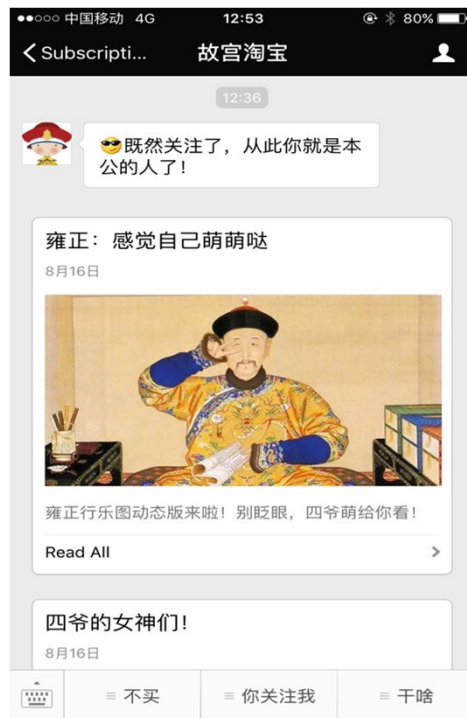 中国移动 4G 12:53 80%
Subscripti... 故宫淘宝
12:36
😎既然关注了，从此你就是本
公的人了！
雍正：感觉自己萌萌哒
8月16日
雍正行乐图动态版来啦！别眨眼，四爷萌给你看！
Read All
四爷的女神们！
8月16日
不买 你关注我 干啥